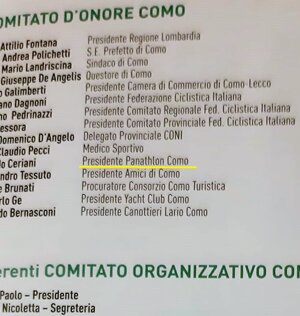 OMITATO D'ONORE COMO
Attilio Fontana Presidente Regione Lombardia
Andrea Polichetti S.E. Prefetto di Como
Mario Landriscina Sindaco di Como
Giuseppe De Angelis Questore di Como
Galimberti Presidente Camera di Commercio di Como-Lecco
ano Dagnoni Presidente Federazione Ciclistica Italiana
Pedrinazzi Presidente Comitato Regionale Fed. Ciclistica Italiana
essora Presidente Comitato Provinciale Fed. Ciclistica Italiana
Domenico D'Angelo Delegato Provinciale CONI
laudio Pecci Medico Sportivo
do Ceriani Presidente Panathlon Como
ndro Tessuto Presidente Amici di Como
e Brunati Procuratore Consorzio Como Turistica
rlo Ge Presidente Yacht Club Como
do Bernasconi Presidente Canottieri Lario Como
erenti COMITATO ORGANIZZATIVO CO
Paolo – Presidente
Nicoletta – Segreteria